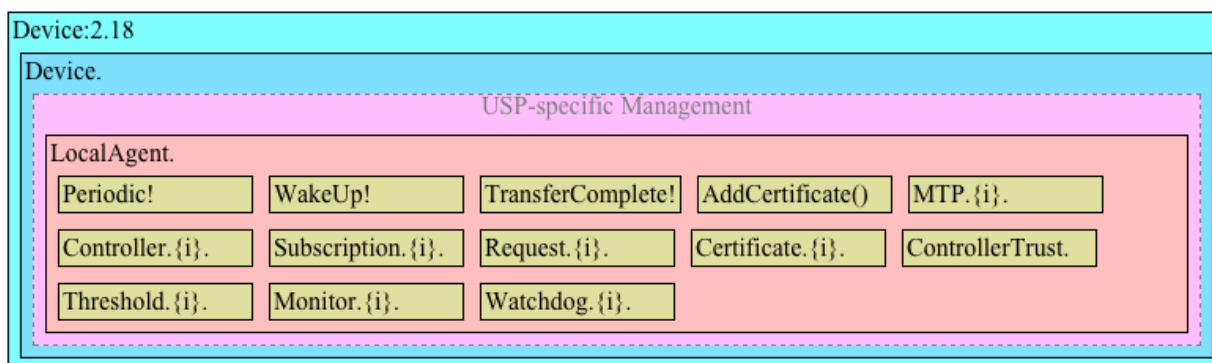 Device:2.18
Device.
USP-specific Management
LocalAgent.
Periodic! WakeUp! TransferComplete! AddCertificate() MTP.{i}.
Controller.{i}. Subscription.{i}. Request.{i}. Certificate.{i}. ControllerTrust.
Threshold.{i}. Monitor.{i}. Watchdog.{i}.